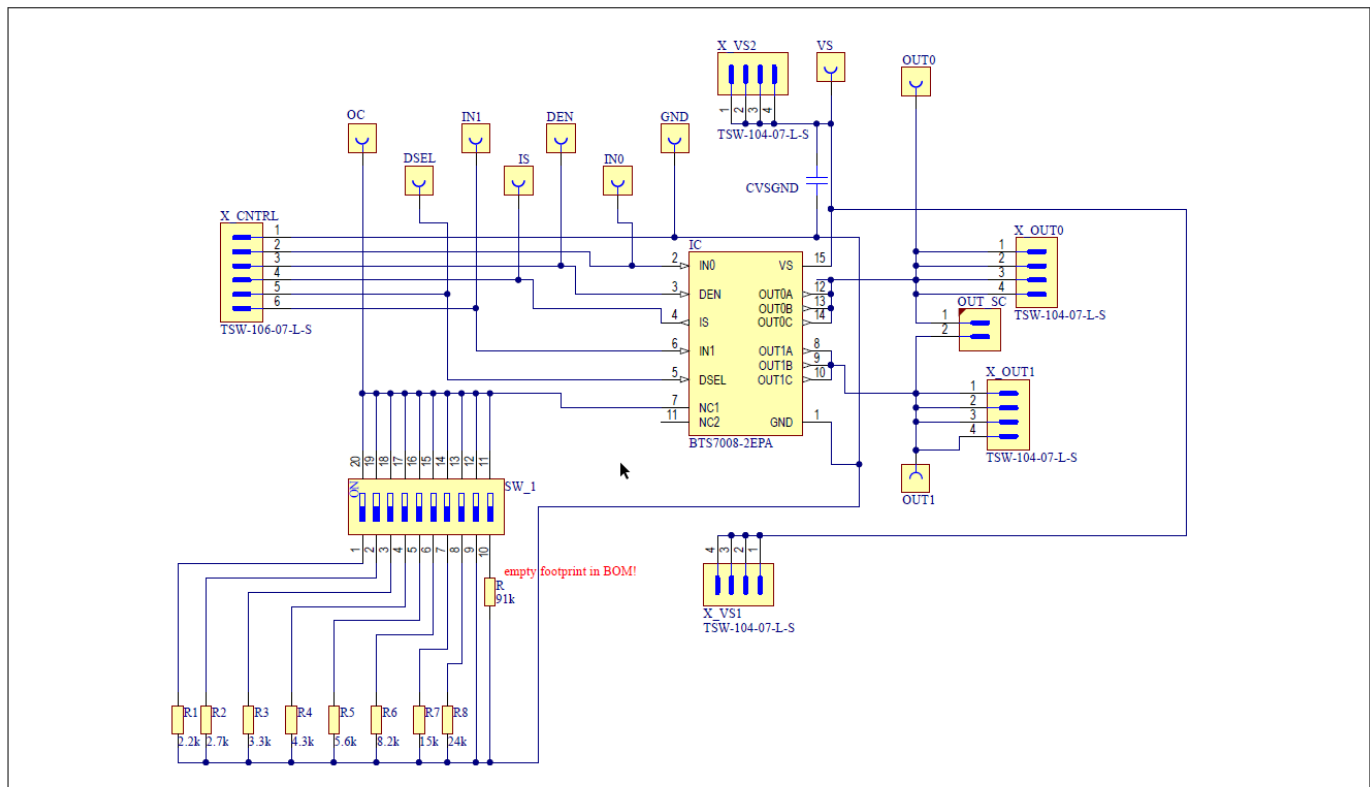 X_VS2
VS
OUT0
1
2
3
4
TSW-104-07-L-S
OC
IN1
DEN
GND
DSEL
IS
IN0
CVSGND
X_CNTRL
1
2
3
4
5
6
TSW-106-07-L-S
IC
2
IN0
VS
15
3
DEN
OUT0A
12
OUT0B
13
4
IS
OUT0C
14
6
IN1
OUT1A
8
OUT1B
9
5
DSEL
OUT1C
10
7
NC1
11
NC2
GND
1
BTS7008-2EPA
X_OUT0
1
2
3
4
TSW-104-07-L-S
OUT_SC
1
2
X_OUT1
1
2
3
4
TSW-104-07-L-S
OUT1
20
19
18
17
16
15
14
13
12
11
ON
SW_1
1
2
3
4
5
6
7
8
9
10
empty footprint in BOM!
R
91k
4
3
2
1
X_VS1
TSW-104-07-L-S
R1
R2
R3
R4
R5
R6
R7
R8
2.2k
2.7k
3.3k
4.3k
5.6k
8.2k
15k
24k